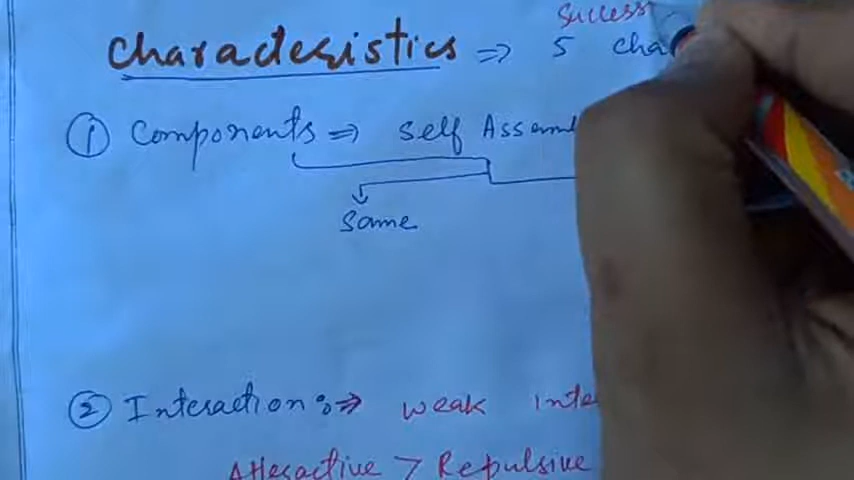 Success
Characteristics ⇒ 5 cha
① Components ⇒ Self Assem
Same
② Interaction :⇒ weak inte
Attractive > Repulsive